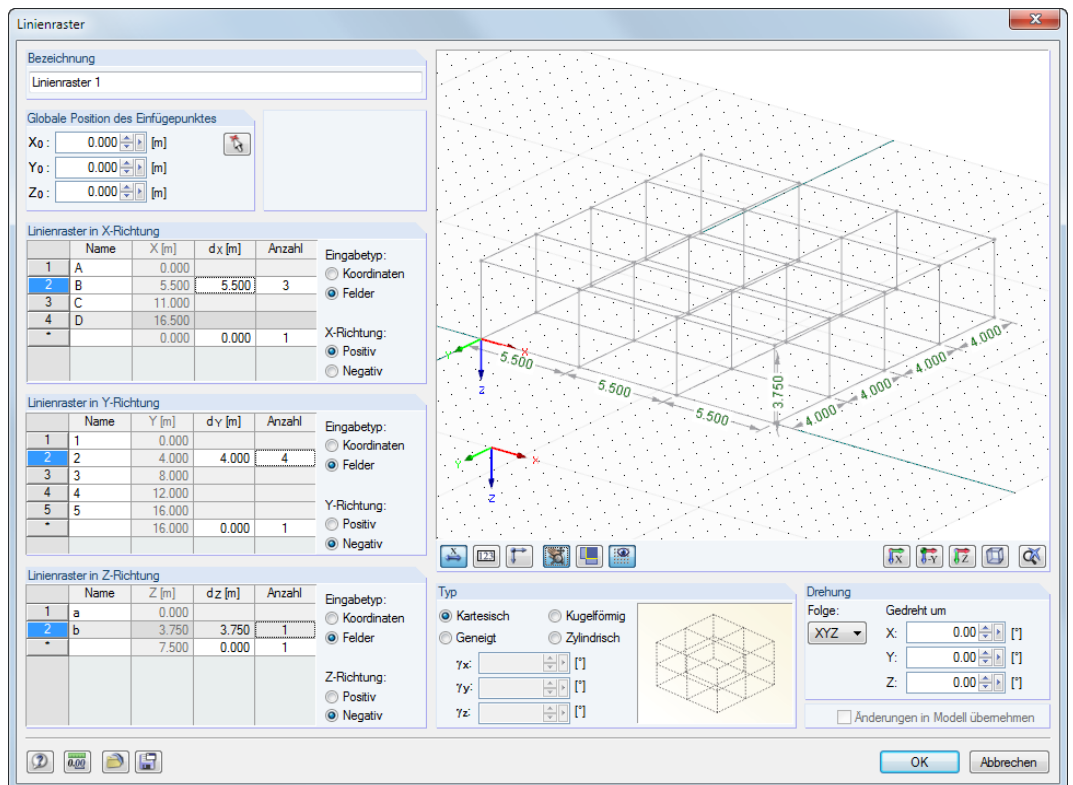 Linienraster
Bezeichnung
Linienraster 1
Globale Position des Einfügepunktes
X0 : 0.000 [m]
Y0 : 0.000 [m]
Z0 : 0.000 [m]
Linienraster in X-Richtung
Name X [m] dX [m] Anzahl
1 A 0.000
2 B 5.500 5.500 3
3 C 11.000
4 D 16.500
* 0.000 0.000 1
Eingabetyp:
Koordinaten
Felder
X-Richtung:
Positiv
Negativ
Linienraster in Y-Richtung
Name Y [m] dY [m] Anzahl
1 1 0.000
2 2 4.000 4.000 4
3 3 8.000
4 4 12.000
5 5 16.000
* 16.000 0.000 1
Eingabetyp:
Koordinaten
Felder
Y-Richtung:
Positiv
Negativ
Linienraster in Z-Richtung
Name Z [m] dZ [m] Anzahl
1 a 0.000
2 b 3.750 3.750 1
* 7.500 0.000 1
Eingabetyp:
Koordinaten
Felder
Z-Richtung:
Positiv
Negativ
Y X Z
5.500
5.500
5.500
3.750
4.000
4.000
4.000
4.000
Y X Z
X 123 X -Y Z
Typ
Kartesisch Kugelförmig
Geneigt Zylindrisch
γx: [°]
γy: [°]
γz: [°]
Drehung
Folge: Gedreht um
XYZ X: 0.00 [°]
Y: 0.00 [°]
Z: 0.00 [°]
Änderungen in Modell übernehmen
? 0.00 OK Abbrechen